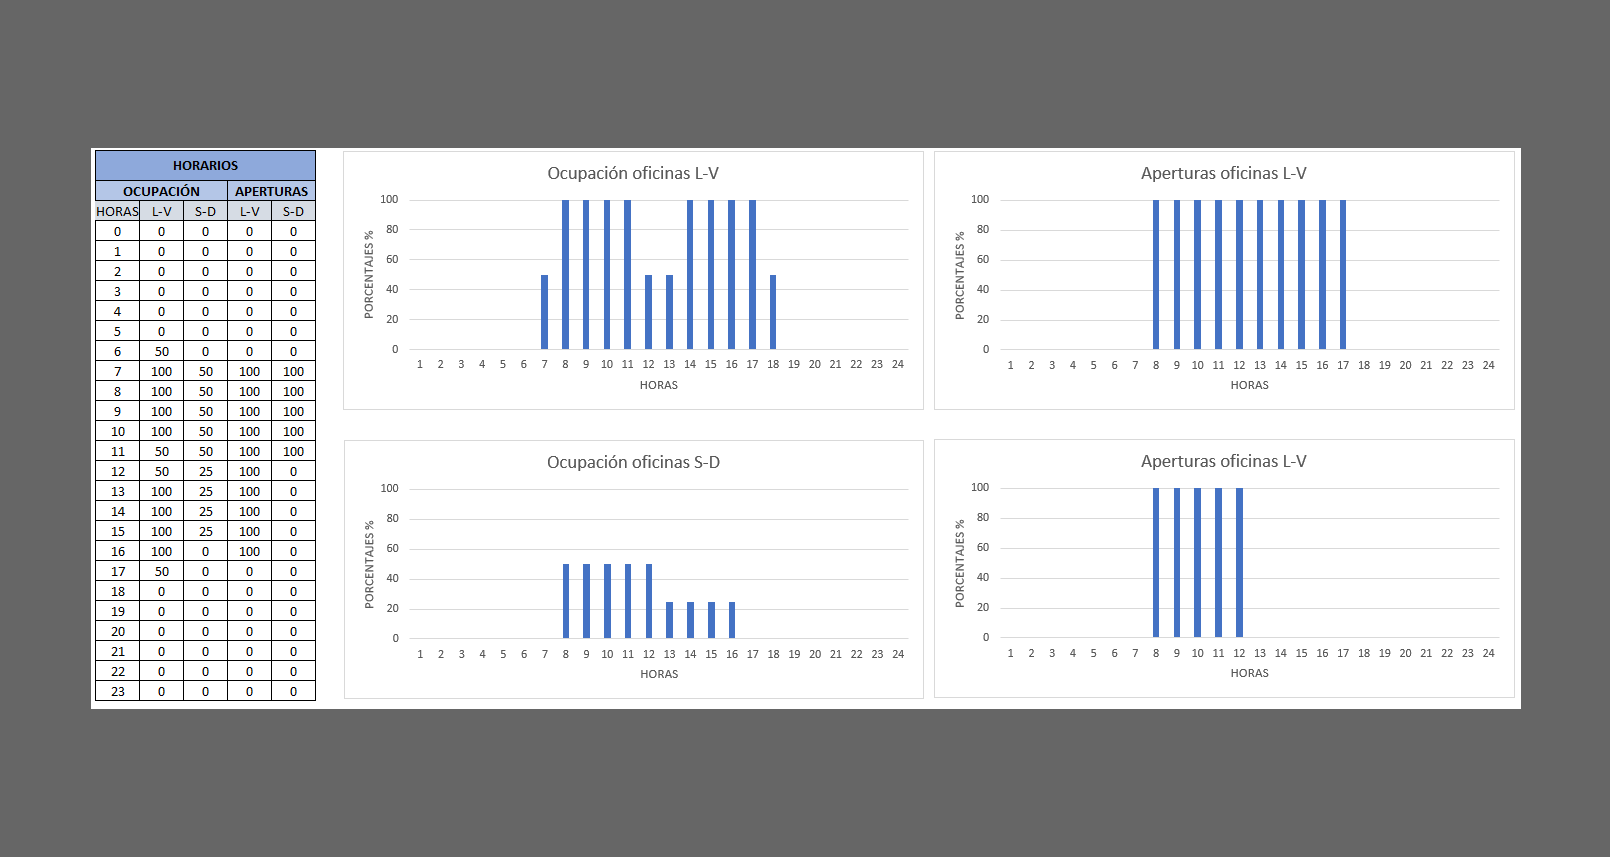 HORARIOS
OCUPACIÓN APERTURAS
HORAS L-V S-D L-V S-D
0 0 0 0 0
1 0 0 0 0
2 0 0 0 0
3 0 0 0 0
4 0 0 0 0
5 0 0 0 0
6 50 0 0 0
7 100 50 100 100
8 100 50 100 100
9 100 50 100 100
10 100 50 100 100
11 50 50 100 100
12 50 25 100 0
13 100 25 100 0
14 100 25 100 0
15 100 25 100 0
16 100 0 100 0
17 50 0 0 0
18 0 0 0 0
19 0 0 0 0
20 0 0 0 0
21 0 0 0 0
22 0 0 0 0
23 0 0 0 0
Ocupación oficinas L-V
PORCENTAJES %
100
80
60
40
20
0
1 2 3 4 5 6 7 8 9 10 11 12 13 14 15 16 17 18 19 20 21 22 23 24
HORAS
Aperturas oficinas L-V
PORCENTAJES %
100
80
60
40
20
0
1 2 3 4 5 6 7 8 9 10 11 12 13 14 15 16 17 18 19 20 21 22 23 24
HORAS
Ocupación oficinas S-D
PORCENTAJES %
100
80
60
40
20
0
1 2 3 4 5 6 7 8 9 10 11 12 13 14 15 16 17 18 19 20 21 22 23 24
HORAS
Aperturas oficinas L-V
PORCENTAJES %
100
80
60
40
20
0
1 2 3 4 5 6 7 8 9 10 11 12 13 14 15 16 17 18 19 20 21 22 23 24
HORAS